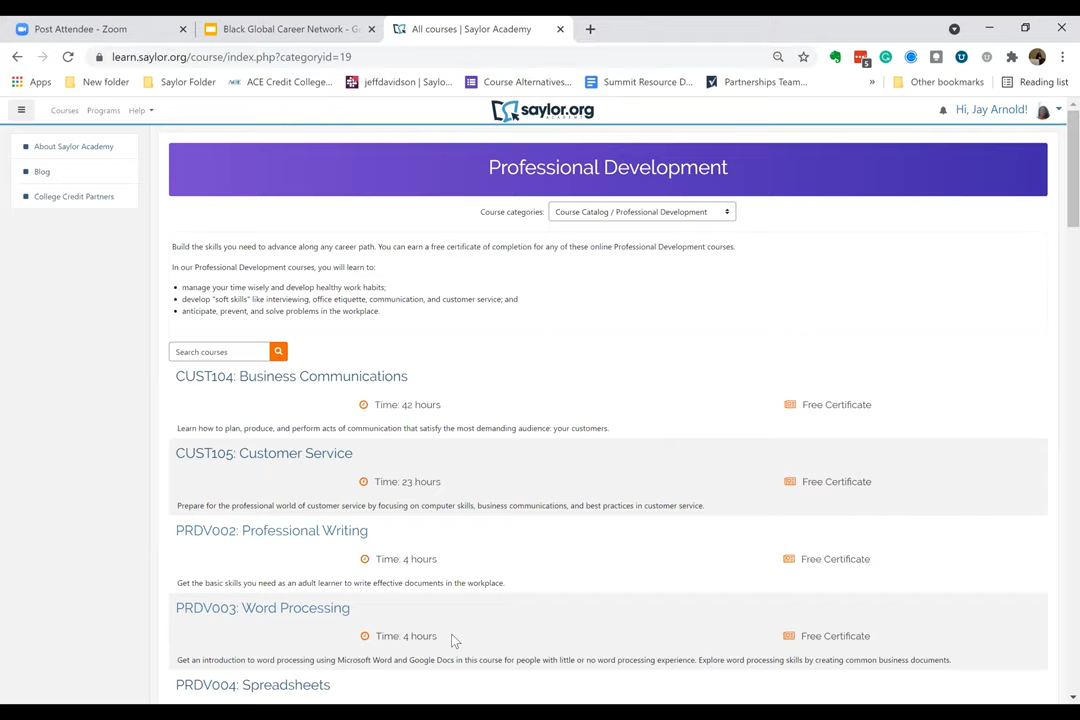 Post Attendee - Zoom
Black Global Career Network - G
All courses | Saylor Academy
learn.saylor.org/course/index.php?categoryid=19
5
Apps
New folder
Saylor Folder
ACE ACE Credit College...
jeffdavidson | Saylo...
Course Alternatives...
Summit Resource D...
Partnerships Team...
»
Other bookmarks
Reading list
Courses
Programs
Help
saylor.org
ACADEMY
Hi, Jay Arnold!
About Saylor Academy
Blog
College Credit Partners
Professional Development
Course categories:
Course Catalog / Professional Development
Build the skills you need to advance along any career path. You can earn a free certificate of completion for any of these online Professional Development courses.
In our Professional Development courses, you will learn to:
• manage your time wisely and develop healthy work habits;
• develop "soft skills" like interviewing, office etiquette, communication, and customer service; and
• anticipate, prevent, and solve problems in the workplace.
Search courses
CUST104: Business Communications
Time: 42 hours
Free Certificate
Learn how to plan, produce, and perform acts of communication that satisfy the most demanding audience: your customers.
CUST105: Customer Service
Time: 23 hours
Free Certificate
Prepare for the professional world of customer service by focusing on computer skills, business communications, and best practices in customer service.
PRDV002: Professional Writing
Time: 4 hours
Free Certificate
Get the basic skills you need as an adult learner to write effective documents in the workplace.
PRDV003: Word Processing
Time: 4 hours
Free Certificate
Get an introduction to word processing using Microsoft Word and Google Docs in this course for people with little or no word processing experience. Explore word processing skills by creating common business documents.
PRDV004: Spreadsheets